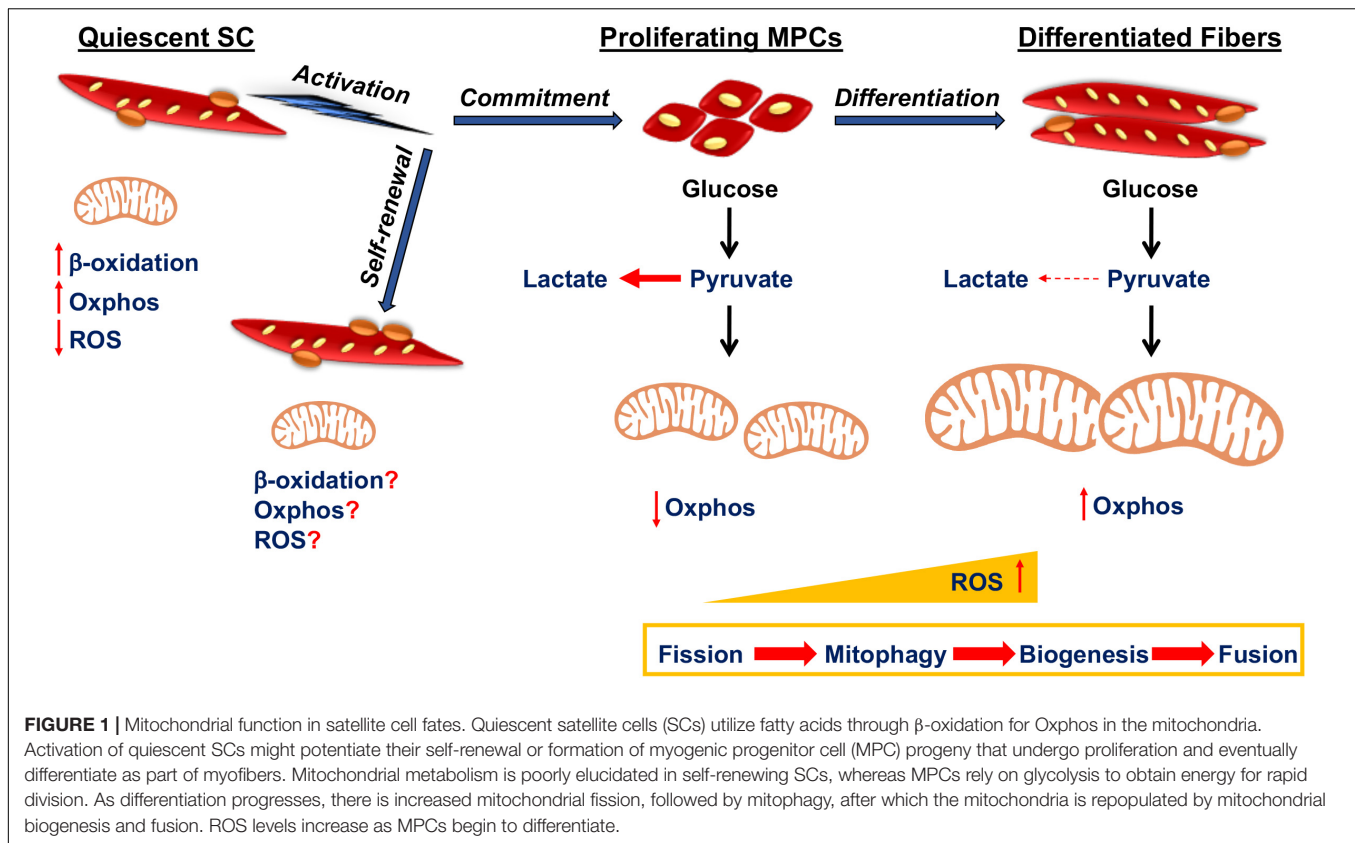 Quiescent SC
Proliferating MPCs
Differentiated Fibers
Activation
Commitment
Differentiation
Self-renewal
β-oxidation
Oxphos
ROS
β-oxidation?
Oxphos?
ROS?
Glucose
Lactate
Pyruvate
Oxphos
Glucose
Lactate
Pyruvate
Oxphos
ROS
Fission Mitophagy Biogenesis Fusion
FIGURE 1 | Mitochondrial function in satellite cell fates. Quiescent satellite cells (SCs) utilize fatty acids through β-oxidation for Oxphos in the mitochondria.
Activation of quiescent SCs might potentiate their self-renewal or formation of myogenic progenitor cell (MPC) progeny that undergo proliferation and eventually
differentiate as part of myofibers. Mitochondrial metabolism is poorly elucidated in self-renewing SCs, whereas MPCs rely on glycolysis to obtain energy for rapid
division. As differentiation progresses, there is increased mitochondrial fission, followed by mitophagy, after which the mitochondria is repopulated by mitochondrial
biogenesis and fusion. ROS levels increase as MPCs begin to differentiate.